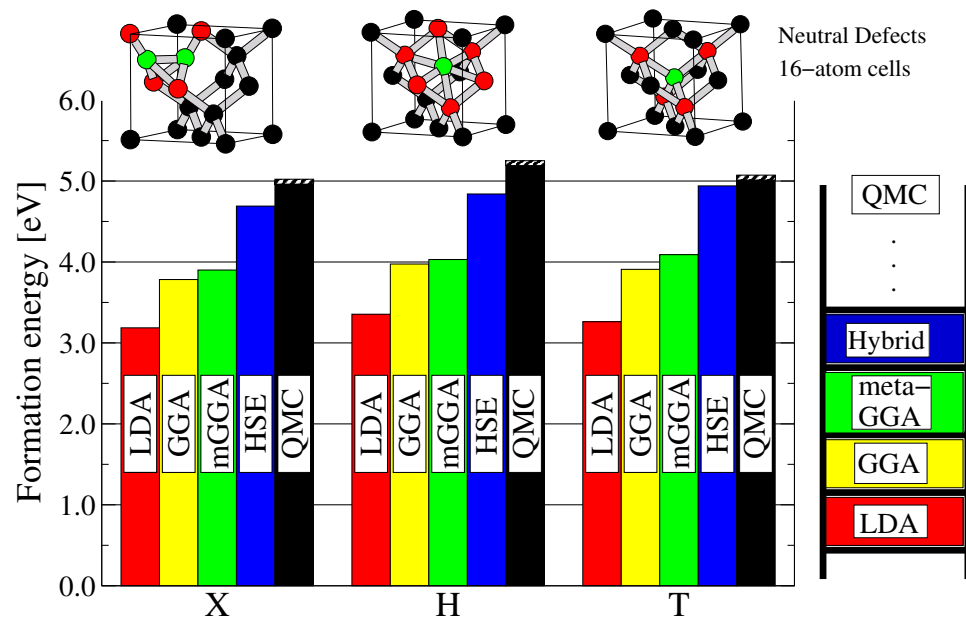 Neutral Defects
16−atom cells
Formation energy [eV]
6.0
5.0
4.0
3.0
2.0
1.0
0.0
LDA
GGA
mGGA
HSE
QMC
LDA
GGA
mGGA
HSE
QMC
LDA
GGA
mGGA
HSE
QMC
X
H
T
QMC
.
.
.
Hybrid
meta−
GGA
GGA
LDA